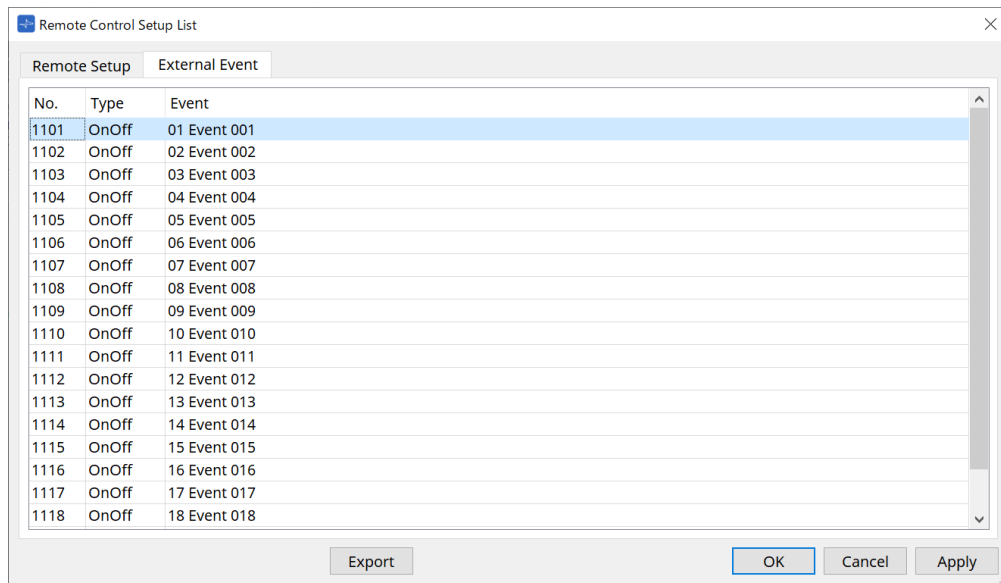 Remote Control Setup List
Remote Setup External Event
No. Type Event
1101 OnOff 01 Event 001
1102 OnOff 02 Event 002
1103 OnOff 03 Event 003
1104 OnOff 04 Event 004
1105 OnOff 05 Event 005
1106 OnOff 06 Event 006
1107 OnOff 07 Event 007
1108 OnOff 08 Event 008
1109 OnOff 09 Event 009
1110 OnOff 10 Event 010
1111 OnOff 11 Event 011
1112 OnOff 12 Event 012
1113 OnOff 13 Event 013
1114 OnOff 14 Event 014
1115 OnOff 15 Event 015
1116 OnOff 16 Event 016
1117 OnOff 17 Event 017
1118 OnOff 18 Event 018
Export OK Cancel Apply